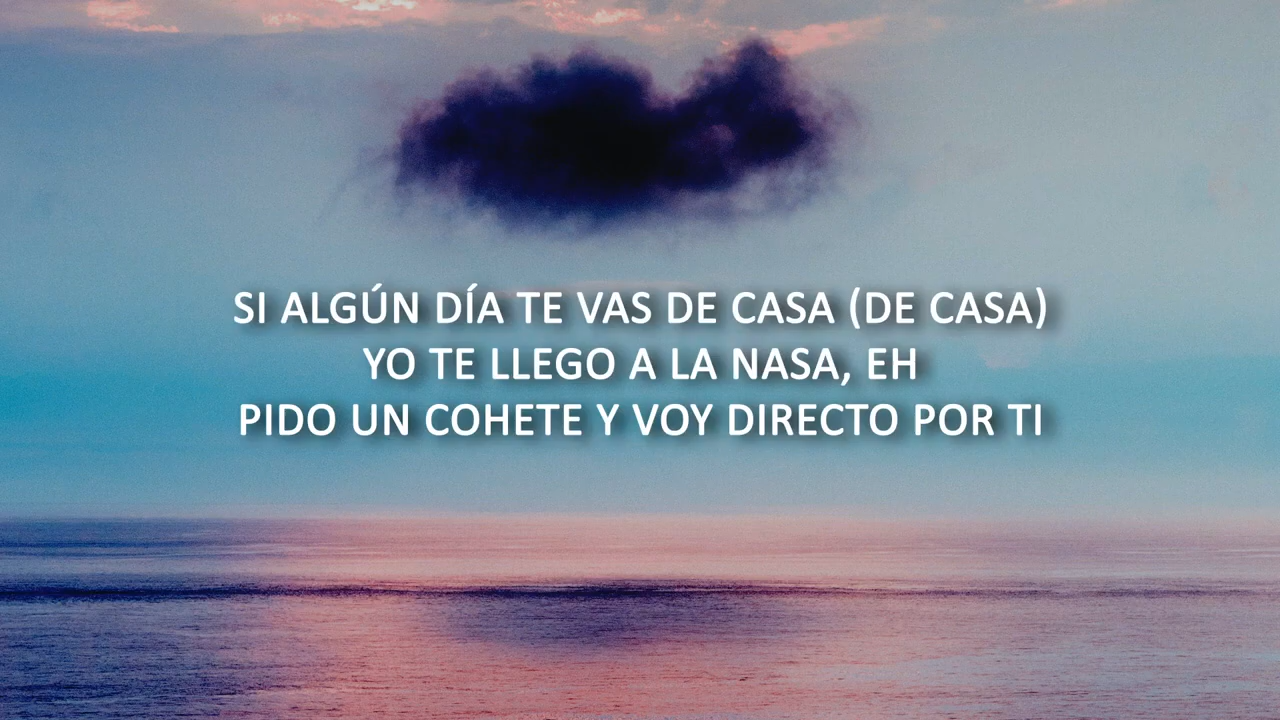 SI ALGÚN DÍA TE VAS DE CASA (DE CASA)
YO TE LLEGO A LA NASA, EH
PIDO UN COHETE Y VOY DIRECTO POR TI